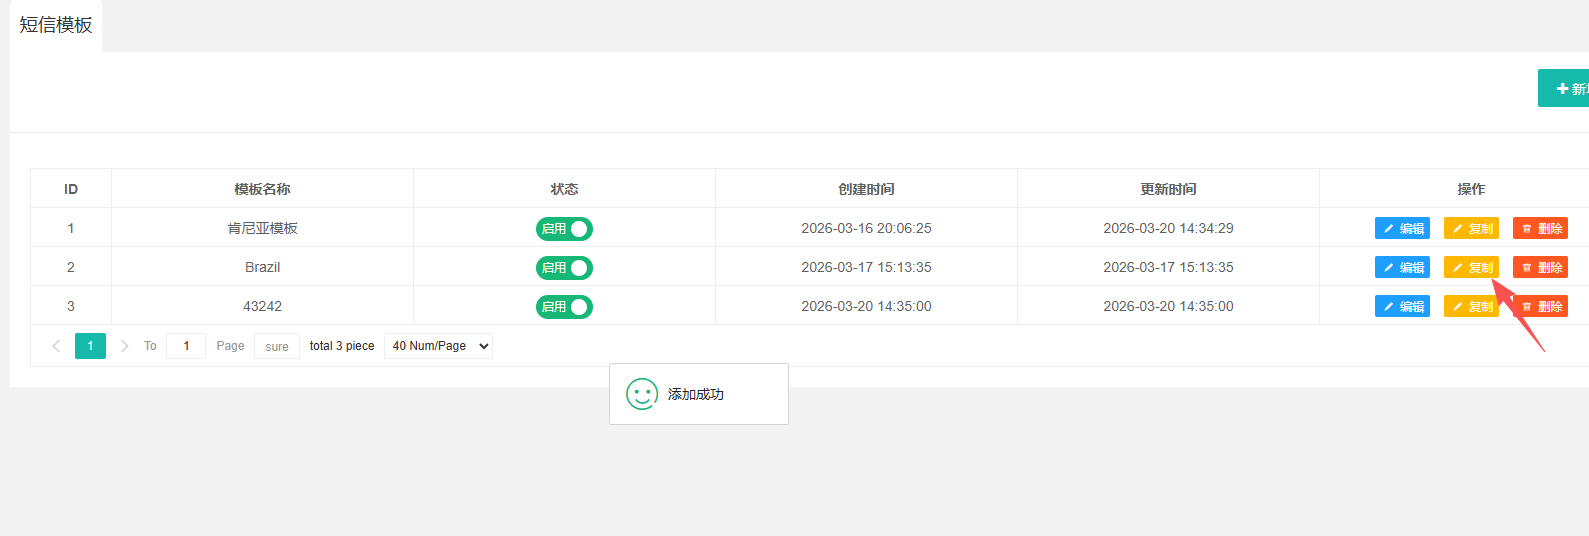 短信模板
新增
ID 模板名称 状态 创建时间 更新时间 操作
1 肯尼亚模板 启用 2026-03-16 20:06:25 2026-03-20 14:34:29 编辑 复制 删除
2 Brazil 启用 2026-03-17 15:13:35 2026-03-17 15:13:35 编辑 复制 删除
3 43242 启用 2026-03-20 14:35:00 2026-03-20 14:35:00 编辑 复制 删除
1 To 1 Page sure total 3 piece 40 Num/Page
添加成功